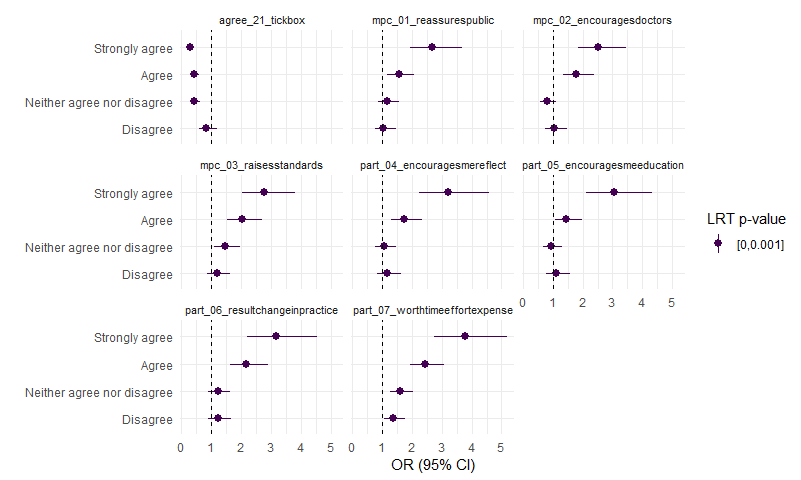 agree_21_tickbox mpc_01_reassurespublic mpc_02_encouragesdoctors
Strongly agree
Agree
Neither agree nor disagree
Disagree
mpc_03_raisesstandards part_04_encouragesmereflect part_05_encouragesmeeducation
Strongly agree
Agree
Neither agree nor disagree
Disagree
LRT p-value
[0,0.001]
0 1 2 3 4 5
part_06_resultchangeinpractice part_07_worthtimeeffortexpense
Strongly agree
Agree
Neither agree nor disagree
Disagree
0 1 2 3 4 5 0 1 2 3 4 5
OR (95% CI)